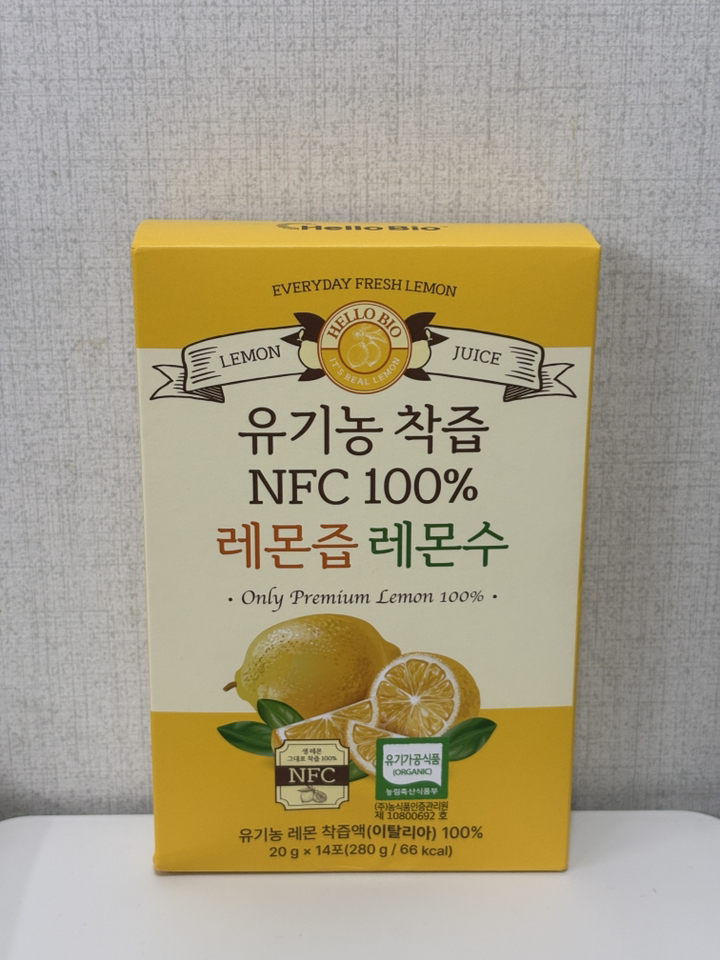 Hello Bio
EVERYDAY FRESH LEMON
HELLO BIO
LEMON
JUICE
IT'S REAL LEMON
유기농 착즙
NFC 100%
레몬즙 레몬수
· Only Premium Lemon 100% ·
생 레몬
그대로 착즙 100%
NFC
유기가공식품
(ORGANIC)
농림축산식품부
(주)농식품인증관리원
제 10800692 호
유기농 레몬 착즙액(이탈리아) 100%
20 g × 14포(280 g / 66 kcal)